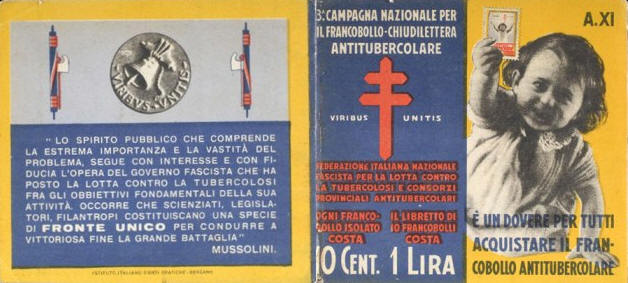 VIRIBVS · VNITIS
" LO SPIRITO PUBBLICO CHE COMPRENDE
LA ESTREMA IMPORTANZA E LA VASTITÀ DEL
PROBLEMA, SEGUE CON INTERESSE E CON FI-
DUCIA L'OPERA DEL GOVERNO FASCISTA CHE HA
POSTO LA LOTTA CONTRO LA TUBERCOLOSI
FRA GLI OBBIETTIVI FONDAMENTALI DELLA SUA
ATTIVITÀ. OCCORRE CHE SCIENZIATI, LEGISLA-
TORI, FILANTROPI COSTITUISCANO UNA SPECIE
DI FRONTE UNICO PER CONDURRE A
VITTORIOSA FINE LA GRANDE BATTAGLIA"
MUSSOLINI.
ISTITUTO ITALIANO D'ARTI GRAFICHE - BERGAMO
3ª CAMPAGNA NAZIONALE PER
IL FRANCOBOLLO-CHIUDILETTERA
ANTITUBERCOLARE
VIRIBUS UNITIS
FEDERAZIONE ITALIANA NAZIONALE
FASCISTA PER LA LOTTA CONTRO
LA TUBERCOLOSI E CONSORZI
PROVINCIALI ANTITUBERCOLARI
OGNI FRANCO-
BOLLO ISOLATO
COSTA
10 CENT.
IL LIBRETTO DI
10 FRANCOBOLLI
COSTA
1 LIRA
A. XI
È UN DOVERE PER TUTTI
ACQUISTARE IL FRAN-
COBOLLO ANTITUBERCOLARE